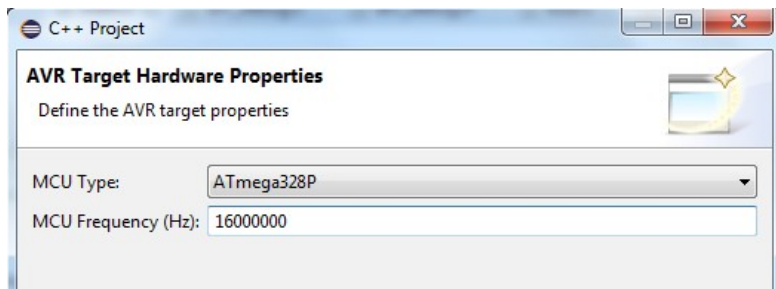 C++ Project
AVR Target Hardware Properties
Define the AVR target properties
MCU Type: ATmega328P
MCU Frequency (Hz): 16000000